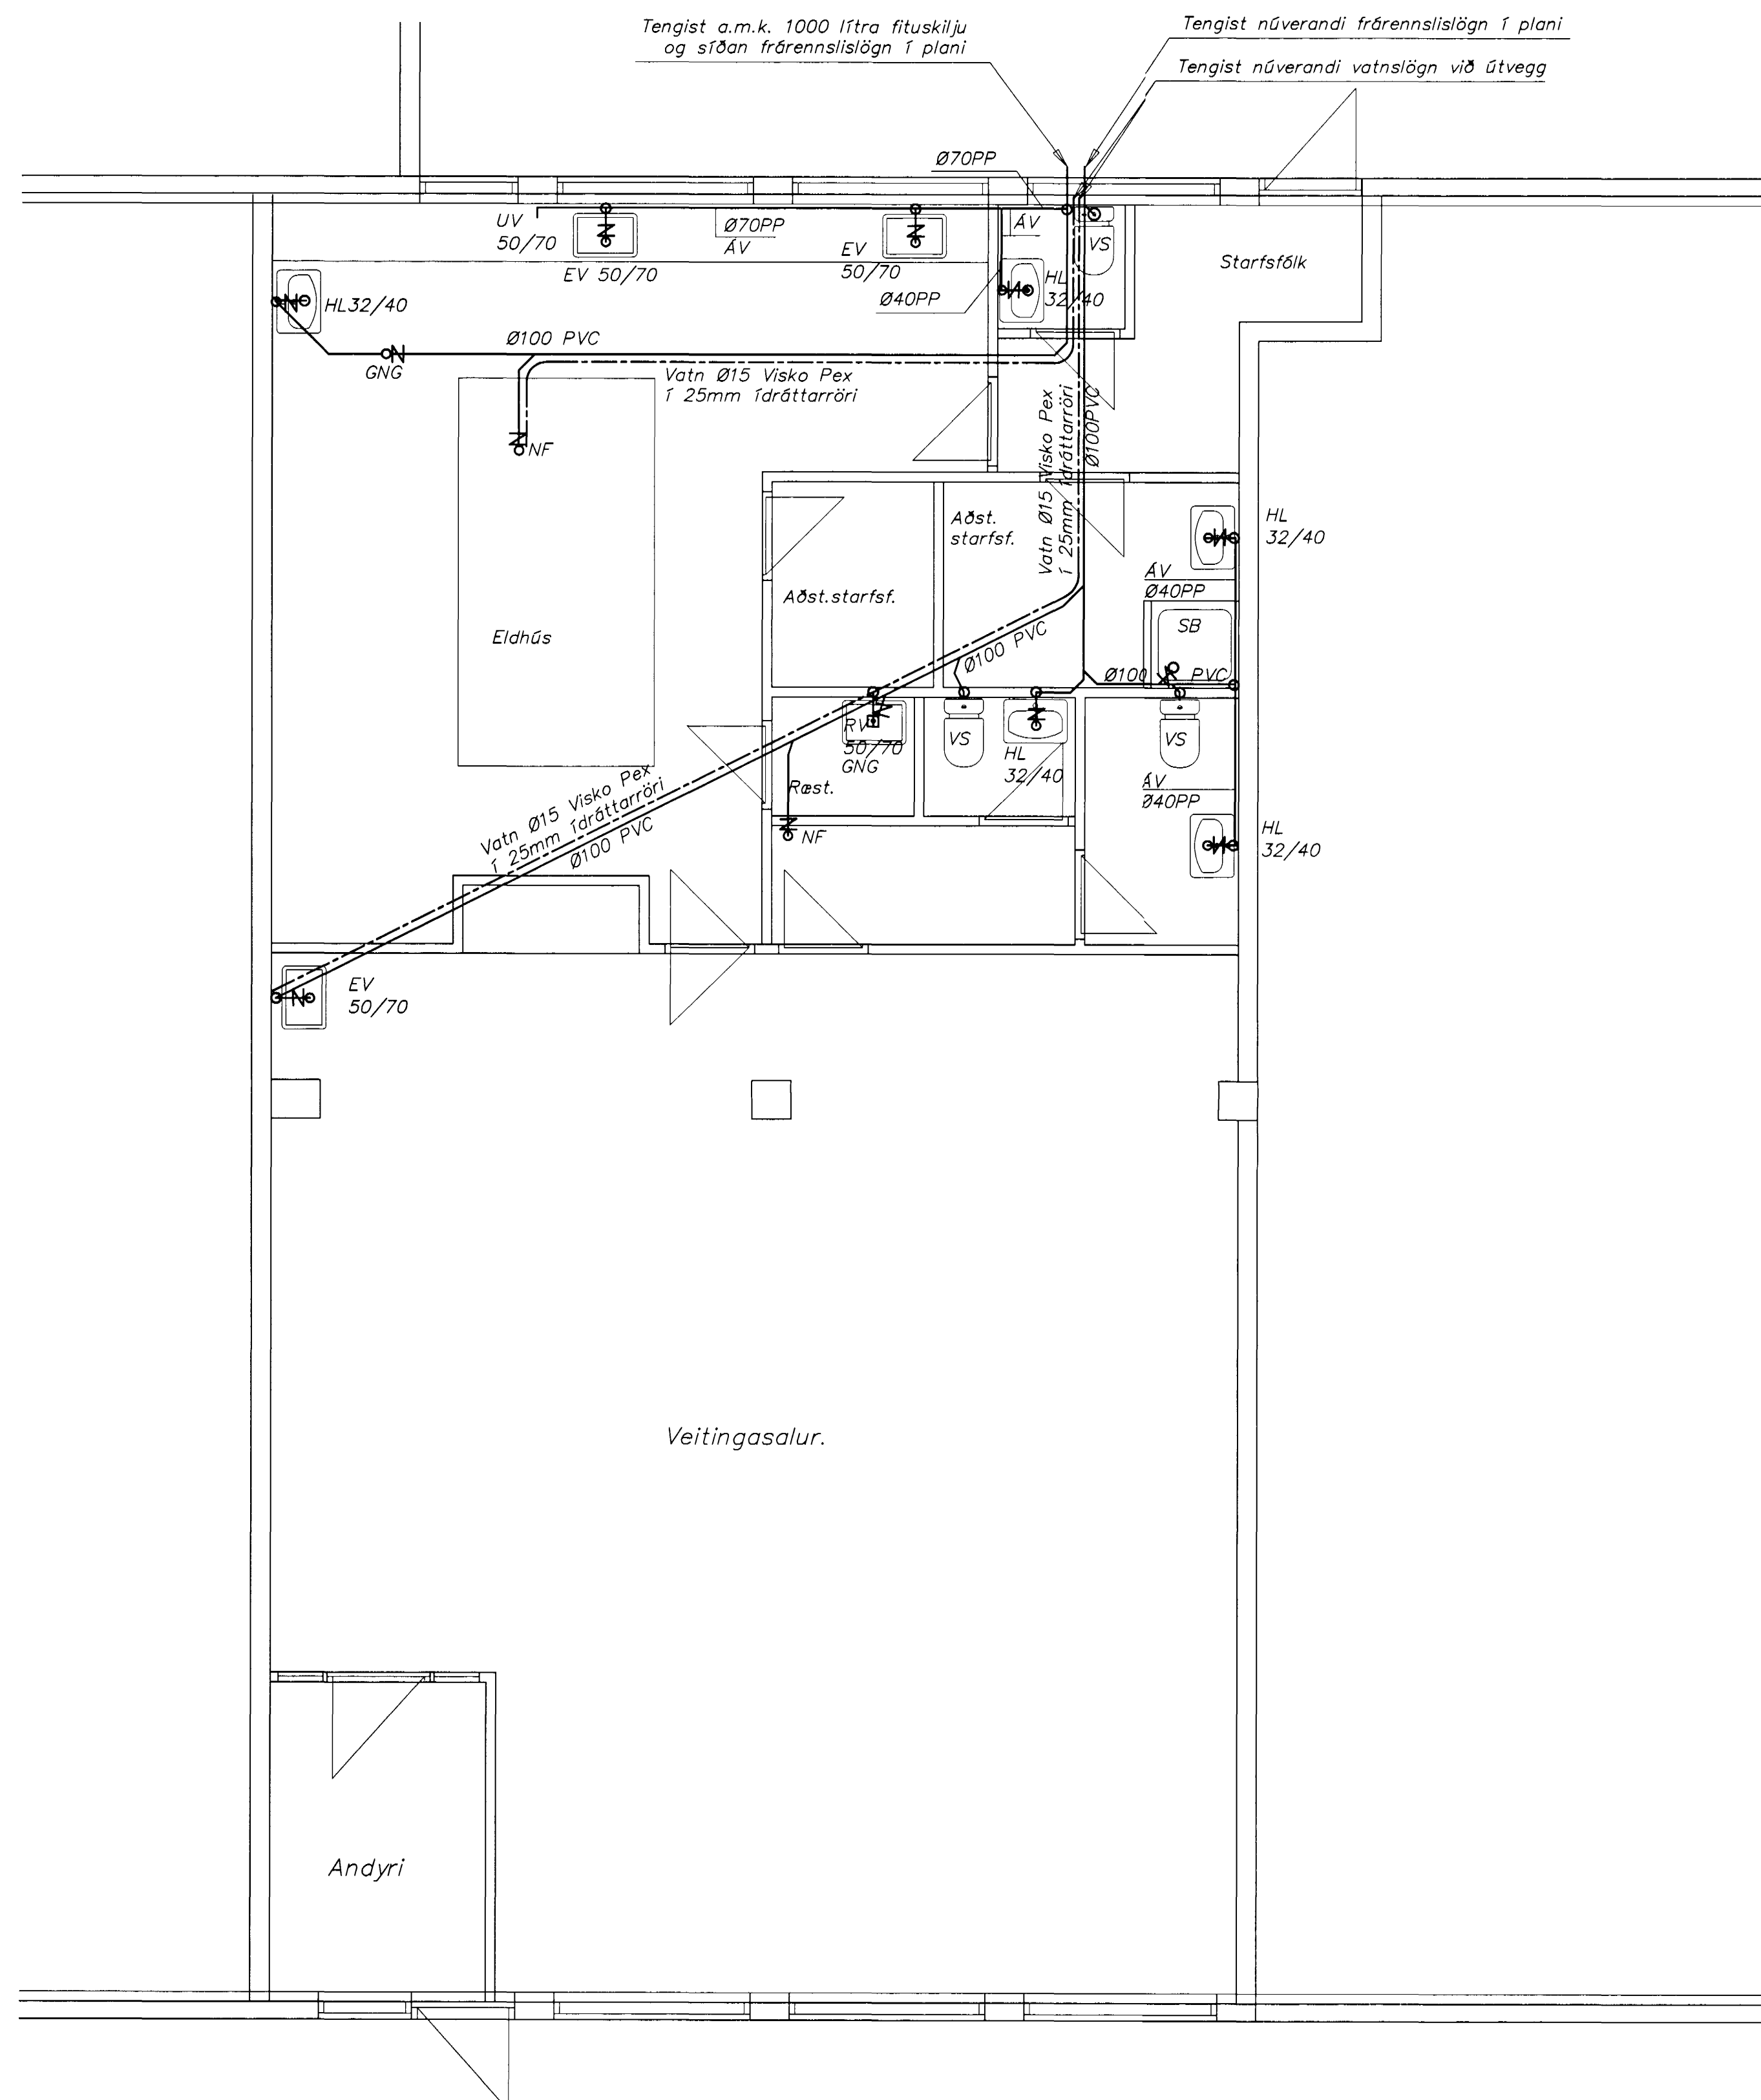 Tengist a.m.k. 1000 lítra fituskilju
og síðan frárennslislögn í plani
Tengist núverandi frárennslislögn í plani
Tengist núverandi vatnslögn við útvegg
Ø70PP
UV
50/70
EV 50/70
Ø70PP
ÁV
EV
50/70
ÁV
VS
HL
32/40
Ø40PP
Starfsfólk
HL32/40
GNG
Ø100 PVC
Vatn Ø15 Visko Pex
í 25mm ídráttarröri
NF
Vatn Ø15 Visko Pex
í 25mm ídráttarröri
Ø100PVC
Aðst.
starfsf.
Aðst.starfsf.
HL
32/40
ÁV
Ø40PP
SB
Eldhús
Ø100 PVC
Ø100 PVC
RV
50/70
GNG
VS
HL
32/40
VS
Ræst.
NF
ÁV
Ø40PP
HL
32/40
Vatn Ø15 Visko Pex
í 25mm ídráttarröri
Ø100 PVC
EV
50/70
Veitingasalur.
Andyri